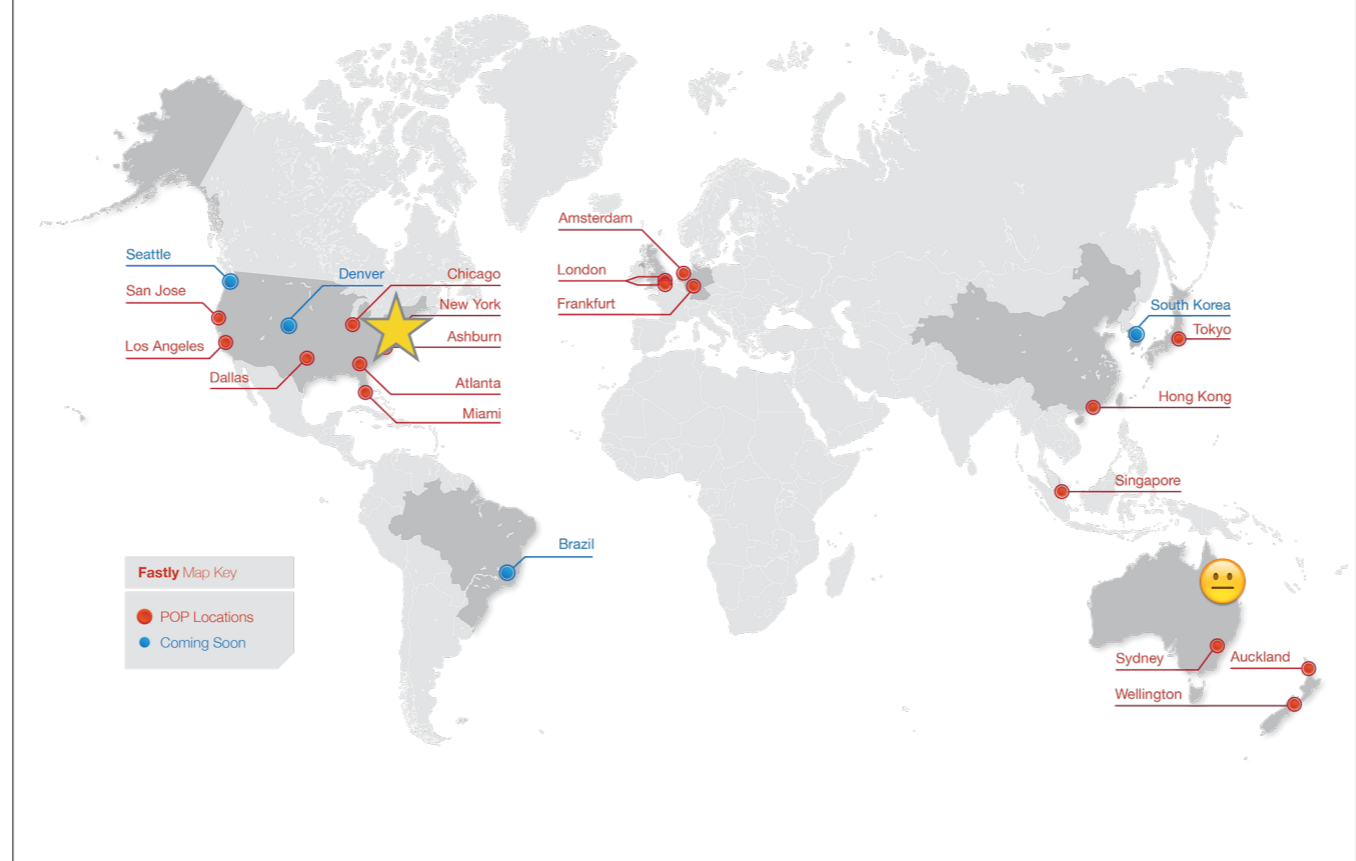 Amsterdam
Seattle
Denver
Chicago
London
San Jose
New York
Frankfurt
South Korea
Ashburn
Tokyo
Los Angeles
Dallas
Atlanta
Hong Kong
Miami
Singapore
Brazil
Fastly Map Key
POP Locations
Coming Soon
Sydney
Auckland
Wellington